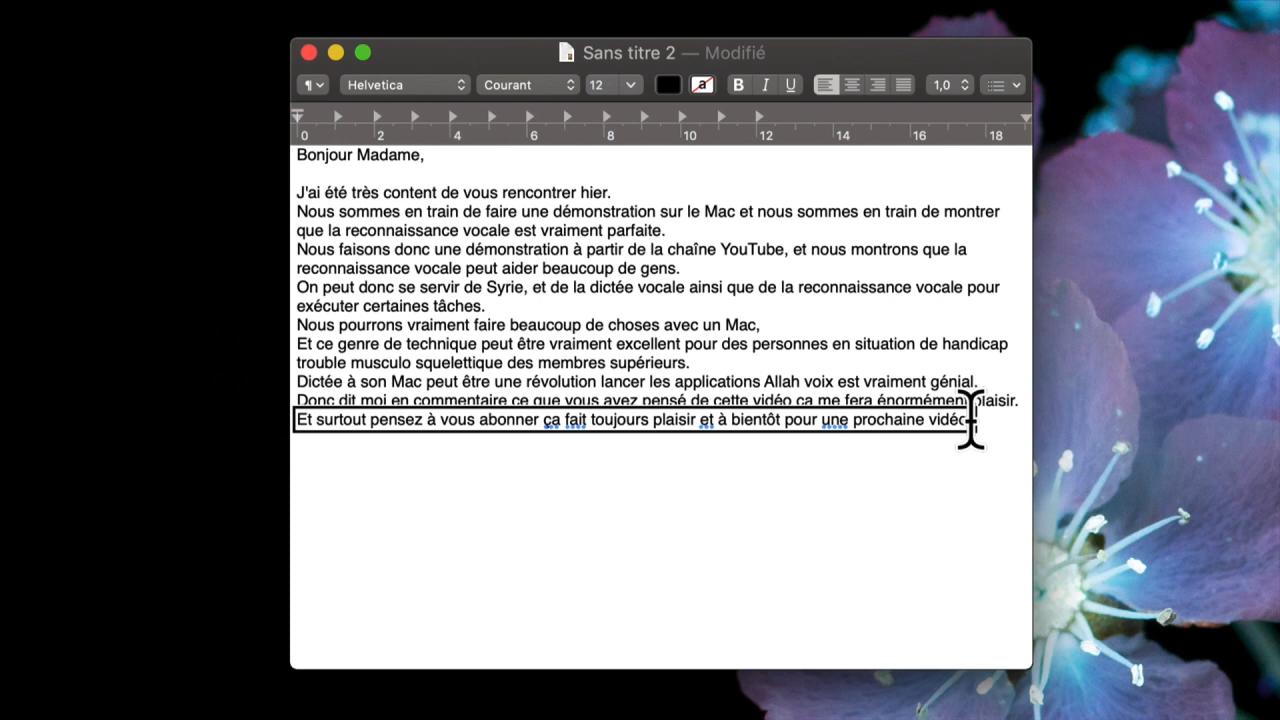 Sans titre 2 — Modifié
Helvetica Courant 12 a B I U 1,0
0 2 4 6 8 10 12 14 16 18
Bonjour Madame,
J'ai été très content de vous rencontrer hier.
Nous sommes en train de faire une démonstration sur le Mac et nous sommes en train de montrer
que la reconnaissance vocale est vraiment parfaite.
Nous faisons donc une démonstration à partir de la chaîne YouTube, et nous montrons que la
reconnaissance vocale peut aider beaucoup de gens.
On peut donc se servir de Syrie, et de la dictée vocale ainsi que de la reconnaissance vocale pour
exécuter certaines tâches.
Nous pourrons vraiment faire beaucoup de choses avec un Mac,
Et ce genre de technique peut être vraiment excellent pour des personnes en situation de handicap
trouble musculo squelettique des membres supérieurs.
Dictée à son Mac peut être une révolution lancer les applications Allah voix est vraiment génial.
Donc dit moi en commentaire ce que vous avez pensé de cette vidéo ça me fera énormément plaisir.
Et surtout pensez à vous abonner ça fait toujours plaisir et à bientôt pour une prochaine vidéo